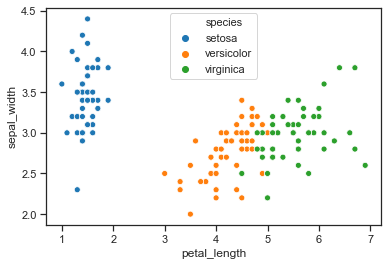 species
setosa
versicolor
virginica
sepal_width
4.5
4.0
3.5
3.0
2.5
2.0
1 2 3 4 5 6 7
petal_length